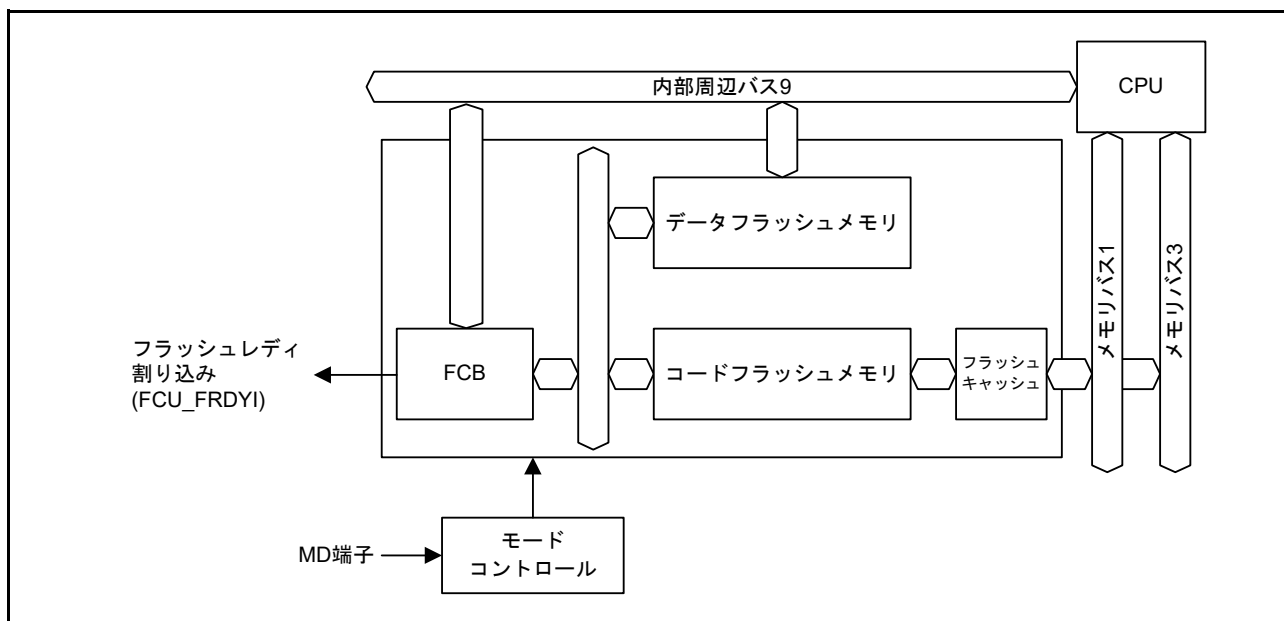 内部周辺バス9
CPU
データフラッシュメモリ
メモリバス1
メモリバス3
フラッシュレディ
割り込み
(FCU_FRDYI)
FCB
コードフラッシュメモリ
フラッシュ
キャッシュ
MD端子
モード
コントロール